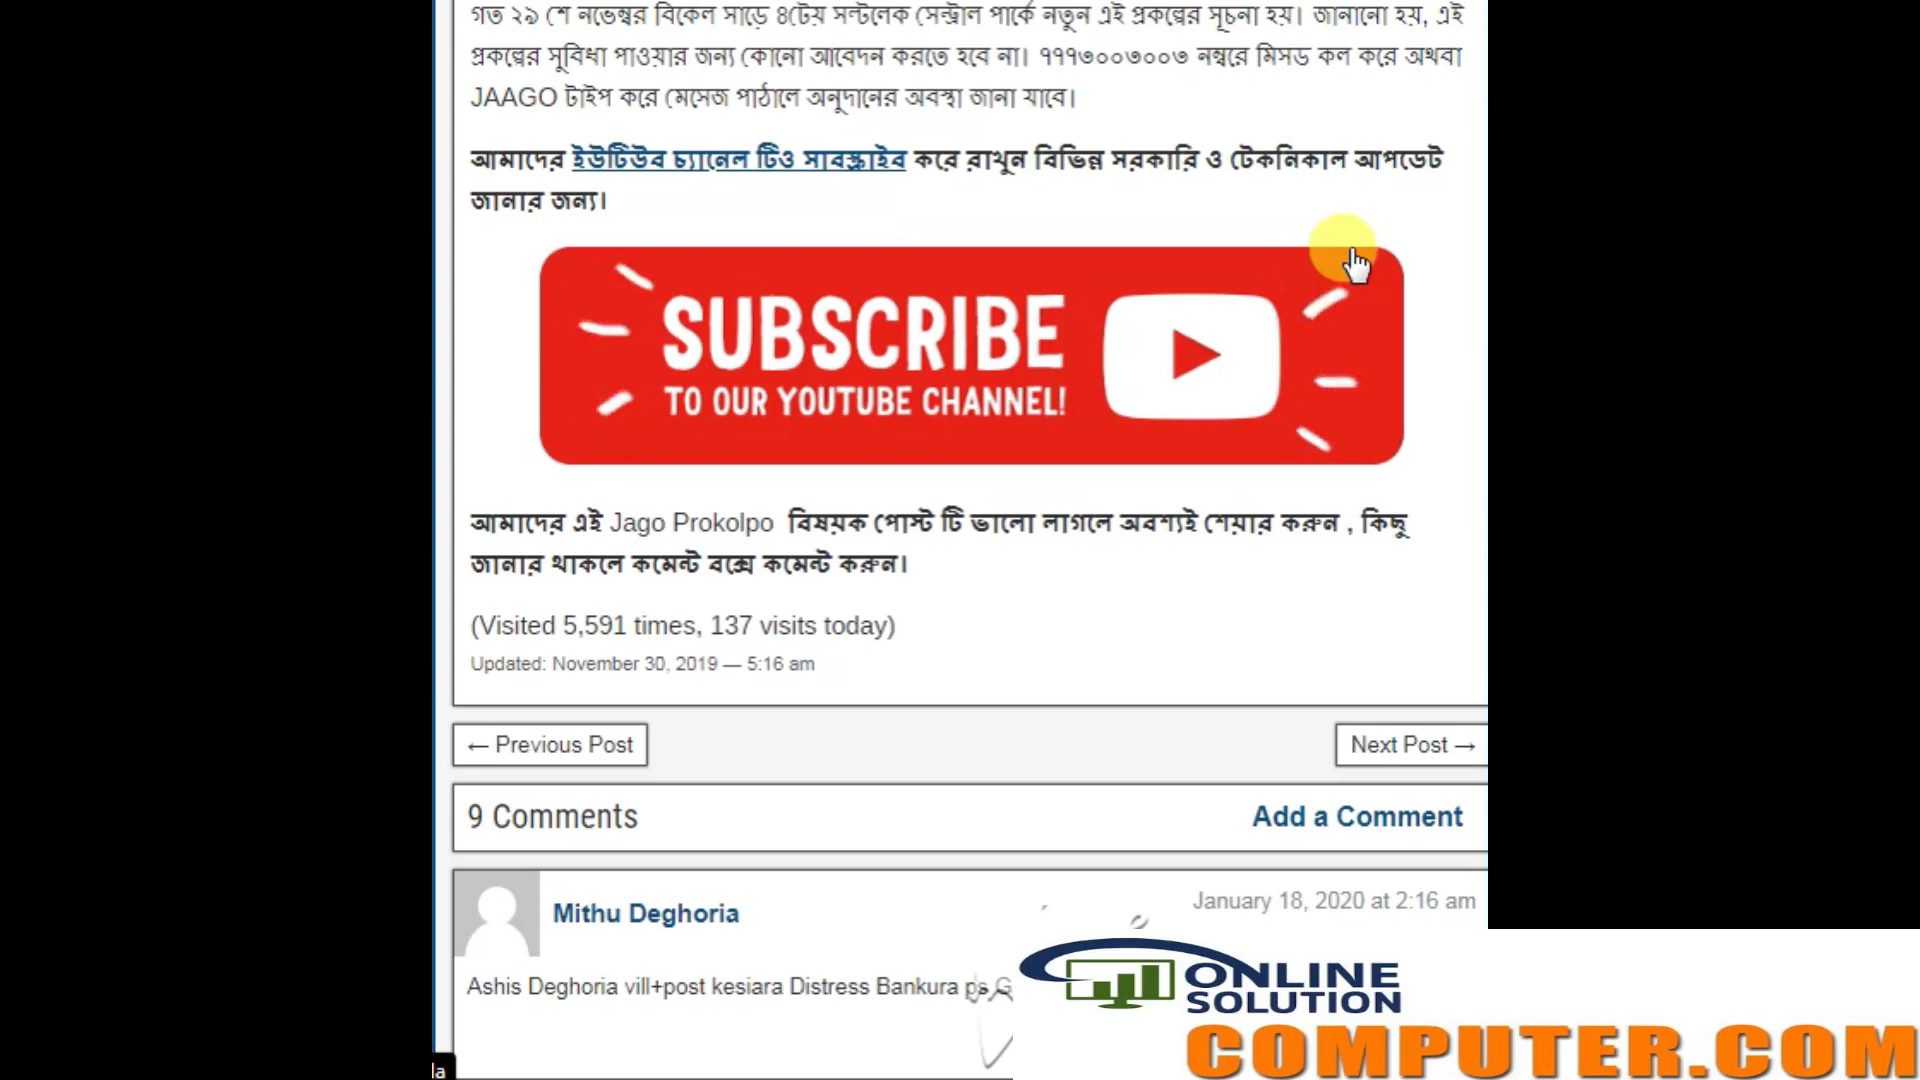 গত ২৯ শে নভেম্বর বিকেল সাড়ে ৪টেয় সল্টলেক সেন্ট্রাল পার্কে নতুন এই প্রকল্পের সূচনা হয়। জানানো হয়, এই
প্রকল্পের সুবিধা পাওয়ার জন্য কোনো আবেদন করতে হবে না। ৭৭৭৩০০৩০০৩ নম্বরে মিসড কল করে অথবা
JAAGO টাইপ করে মেসেজ পাঠালে অনুদানের অবস্থা জানা যাবে।
আমাদের ইউটিউব চ্যানেল টিও সাবস্ক্রাইব করে রাখুন বিভিন্ন সরকারি ও টেকনিকাল আপডেট
জানার জন্য।
SUBSCRIBE
TO OUR YOUTUBE CHANNEL!
আমাদের এই Jago Prokolpo বিষয়ক পোস্ট টি ভালো লাগলে অবশ্যই শেয়ার করুন , কিছু
জানার থাকলে কমেন্ট বক্সে কমেন্ট করুন।
(Visited 5,591 times, 137 visits today)
Updated: November 30, 2019 — 5:16 am
← Previous Post
Next Post →
9 Comments
Add a Comment
Mithu Deghoria
January 18, 2020 at 2:16 am
Ashis Deghoria vill+post kesiara Distress Bankura ps
ONLINE
SOLUTION
COMPUTER.COM